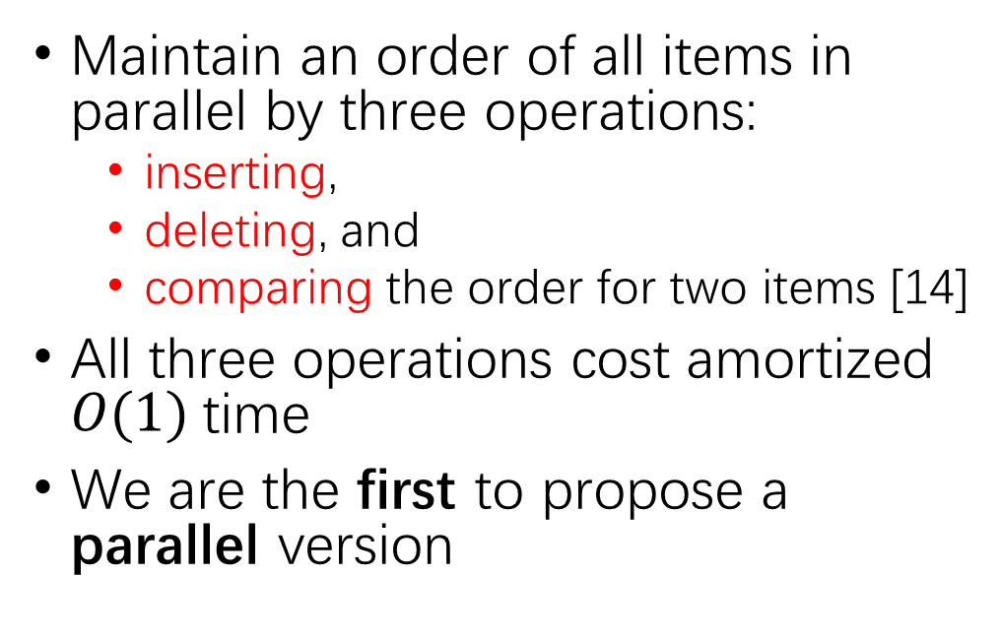 • Maintain an order of all items in
parallel by three operations:
• inserting,
• deleting, and
• comparing the order for two items [14]
• All three operations cost amortized
O(1) time
• We are the first to propose a
parallel version